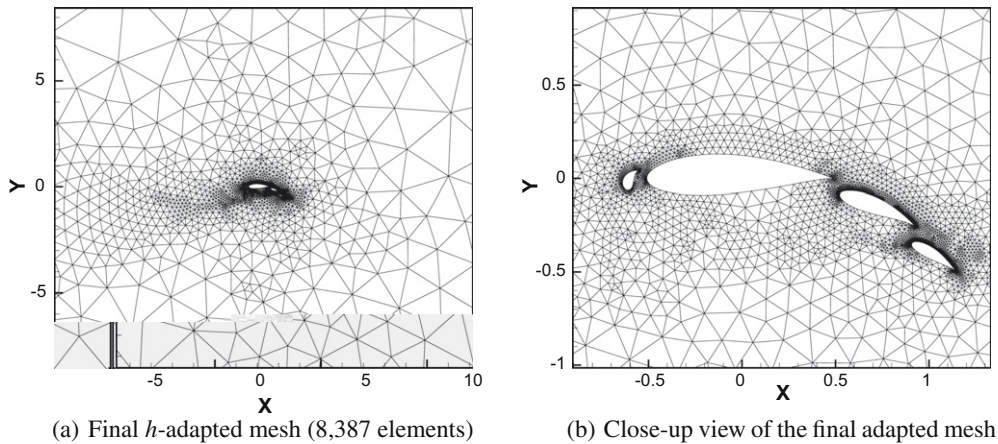 5
0
-5
Y
-5
0
5
10
X
0.5
0
-0.5
-1
Y
-0.5
0
0.5
1
X
(a) Final h-adapted mesh (8,387 elements)
(b) Close-up view of the final adapted mesh